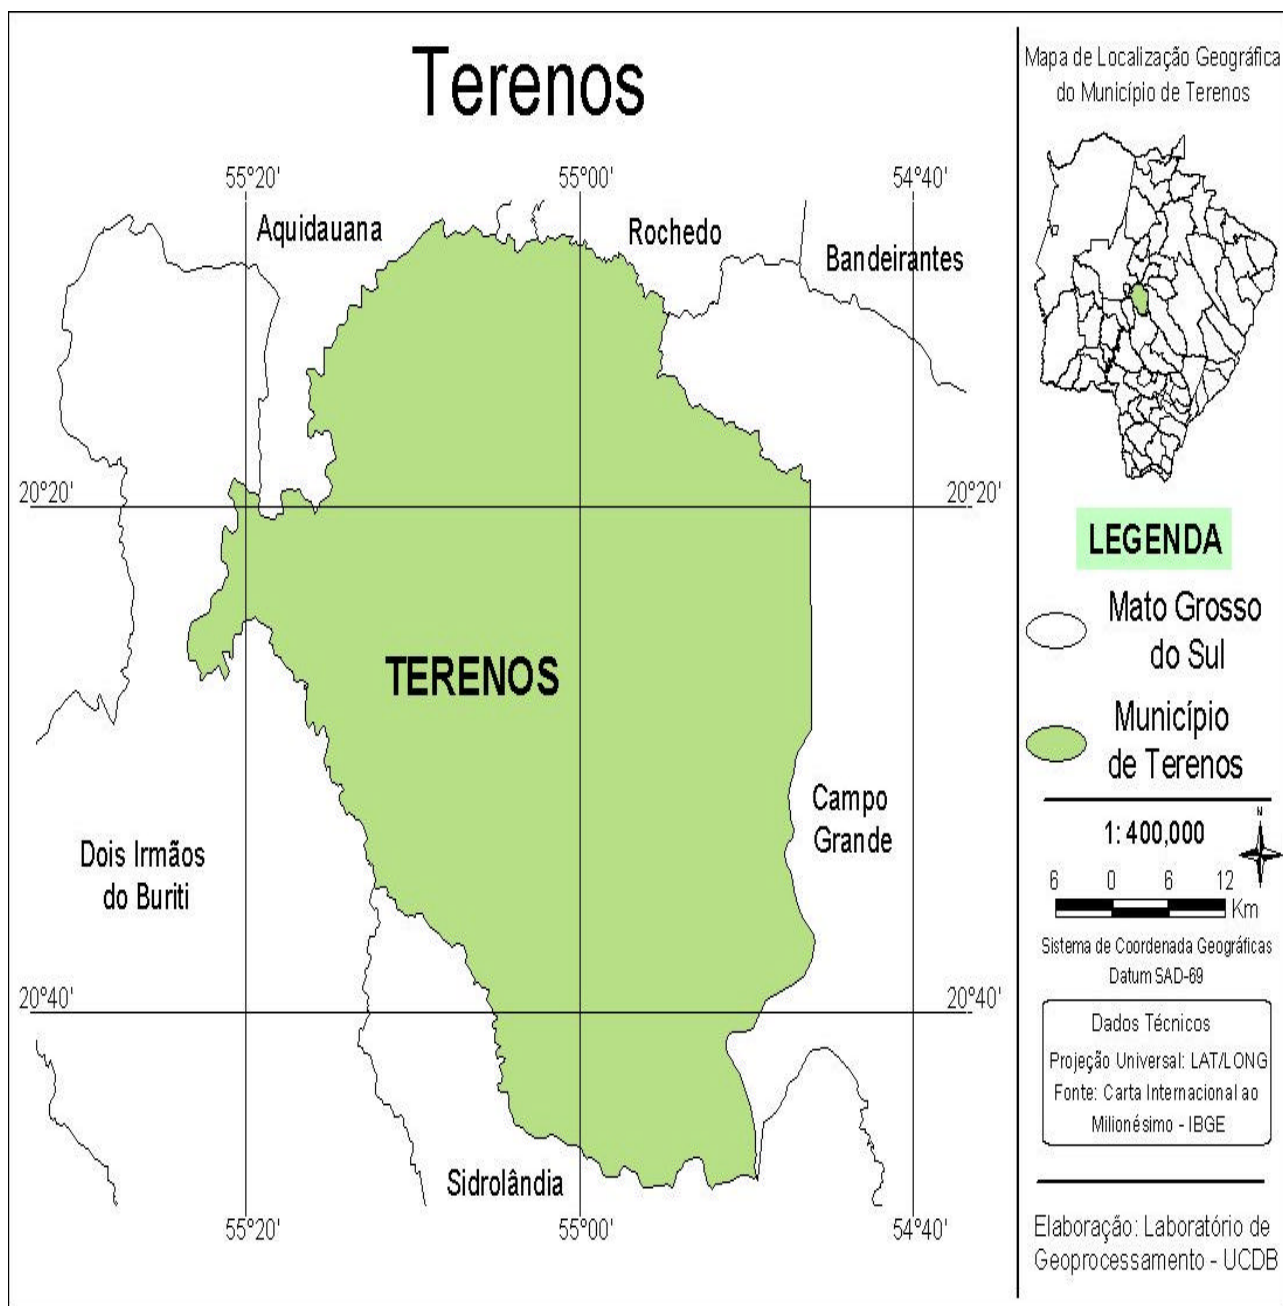 Terenos
55°20'
55°00'
54°40'
Aquidauana
Rochedo
Bandeirantes
20°20'
20°20'
TERENOS
Campo
Grande
Dois Irmãos
do Buriti
20°40'
20°40'
Sidrolândia
55°20'
55°00'
54°40'
Mapa de Localização Geográfica
do Município de Terenos
LEGENDA
Mato Grosso
do Sul
Município
de Terenos
1: 400,000
N
6 0 6 12
Km
Sistema de Coordenada Geográficas
Datum SAD-69
Dados Técnicos
Projeção Universal: LAT/LONG
Fonte: Carta Internacional ao
Milionésimo - IBGE
Elaboração: Laboratório de
Geoprocessamento - UCDB